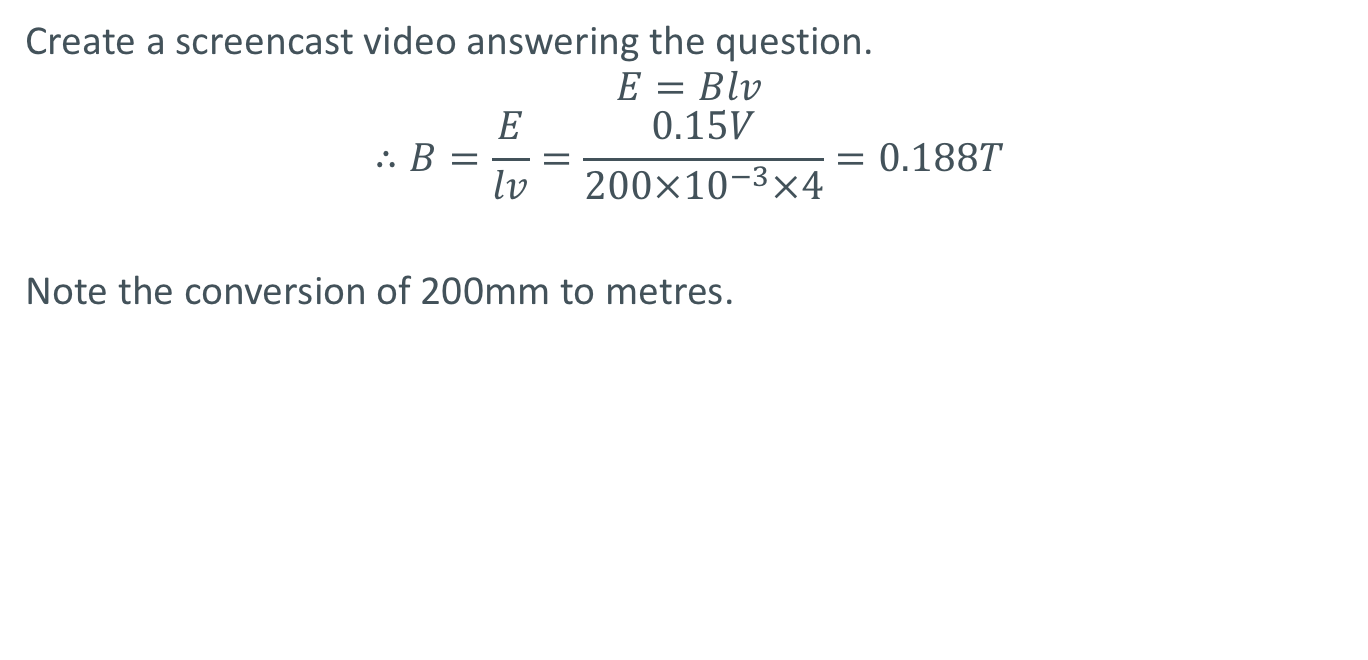 Create a screencast video answering the question.
E = Blv
∴ B = E/lv = 0.15V/200×10⁻³×4 = 0.188T
Note the conversion of 200mm to metres.